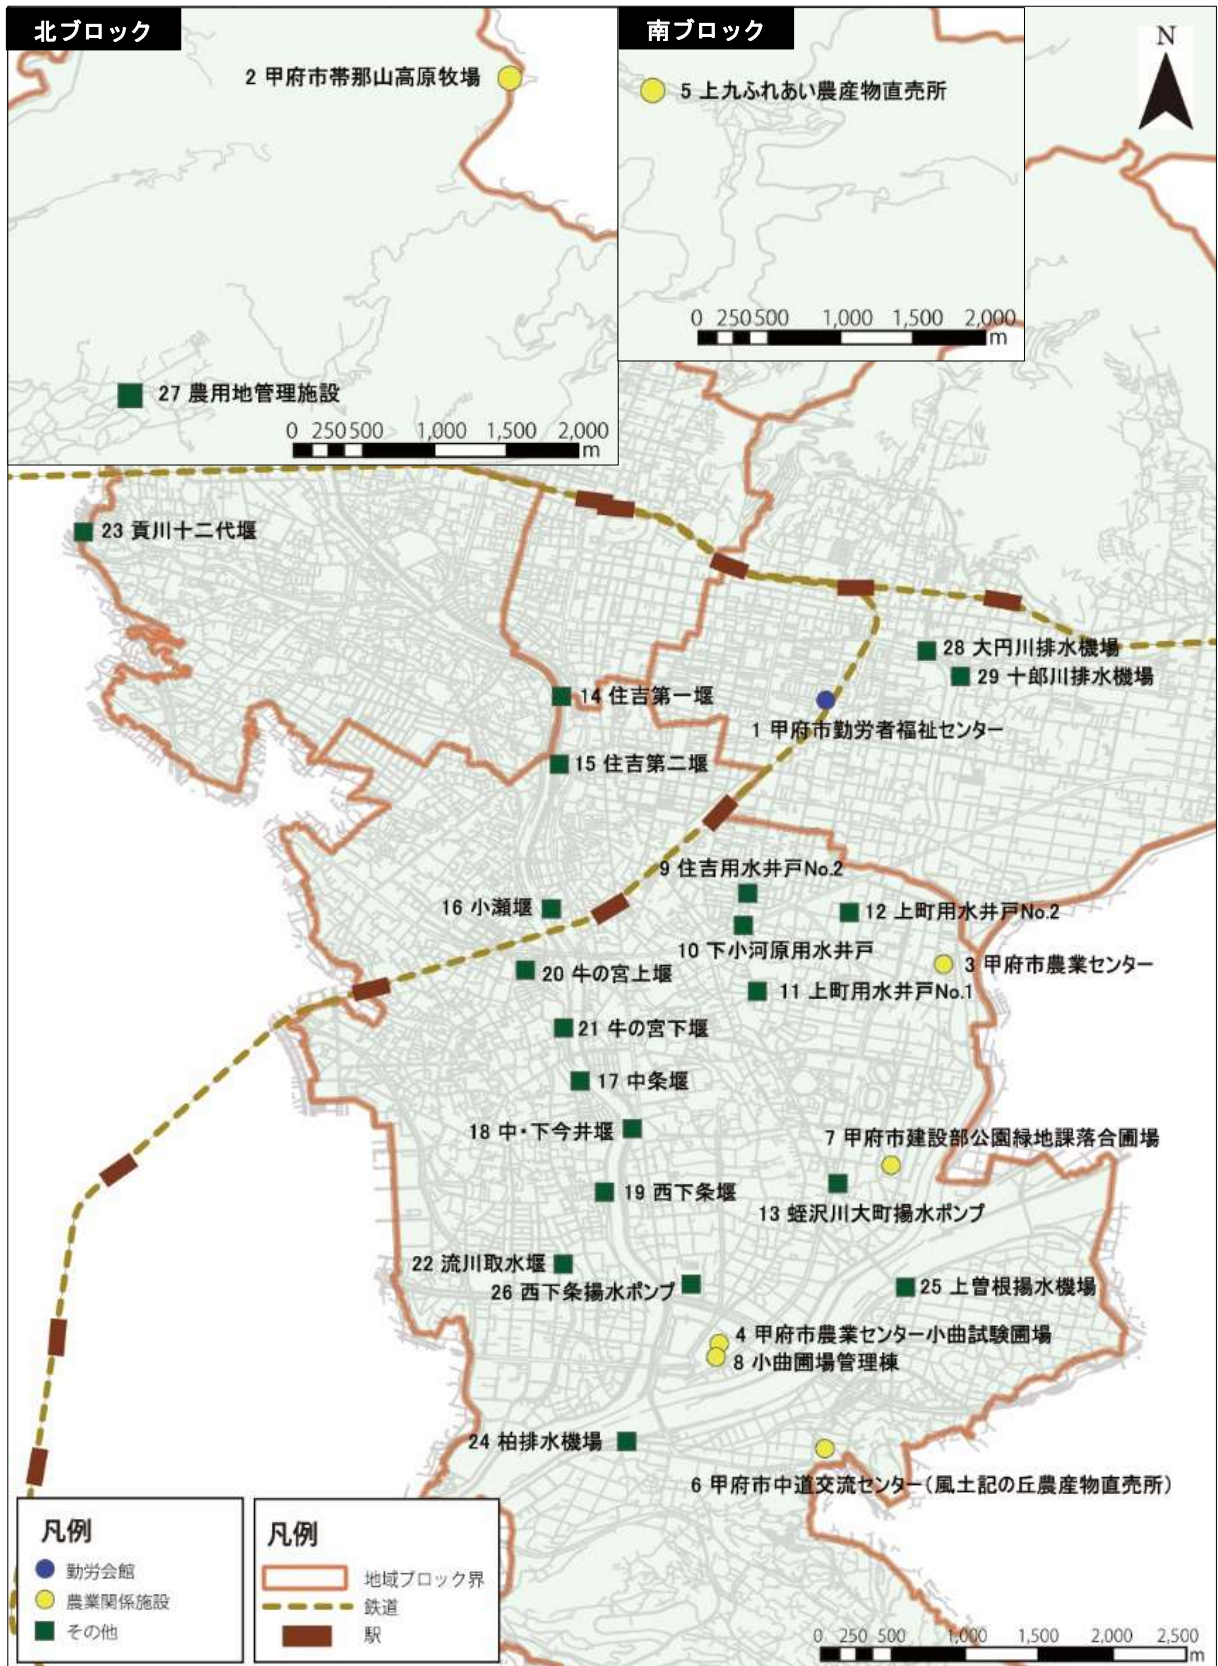 北ブロック
南ブロック
N
2 甲府市帯那山高原牧場
5 上九ふれあい農産物直売所
0 250 500 1,000 1,500 2,000
m
27 農用地管理施設
0 250 500 1,000 1,500 2,000
m
23 貢川十二代堰
28 大円川排水機場
29 十郎川排水機場
14 住吉第一堰
1 甲府市勤労者福祉センター
15 住吉第二堰
9 住吉用水井戸No.2
16 小瀬堰
12 上町用水井戸No.2
10 下小河原用水井戸
3 甲府市農業センター
20 牛の宮上堰
11 上町用水井戸No.1
21 牛の宮下堰
17 中条堰
18 中・下今井堰
7 甲府市建設部公園緑地課落合圃場
19 西下条堰
13 蛭沢川大町揚水ポンプ
22 流川取水堰
26 西下条揚水ポンプ
25 上曽根揚水機場
4 甲府市農業センター小曲試験圃場
8 小曲圃場管理棟
24 柏排水機場
6 甲府市中道交流センター(風土記の丘農産物直売所)
凡例
勤労会館
農業関係施設
その他
凡例
地域ブロック界
鉄道
駅
0 250 500 1,000 1,500 2,000 2,500
m